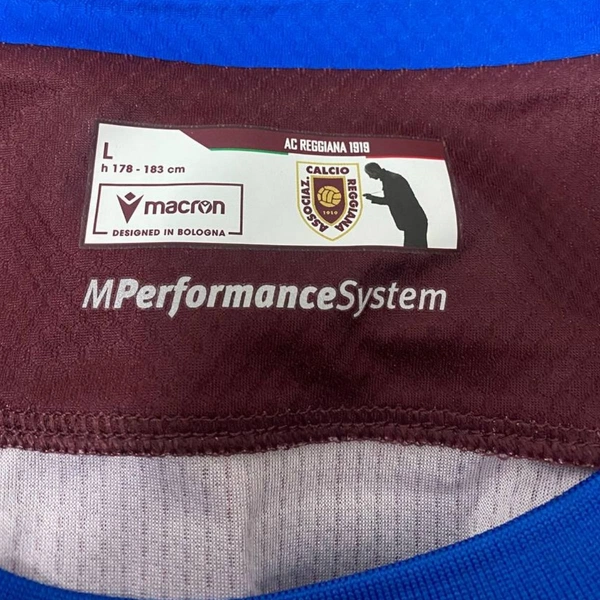 AC REGGIANA 1919
L
h 178 - 183 cm
macron
DESIGNED IN BOLOGNA
ASSOCIAZ. CALCIO REGGIANA
1919
MPerformanceSystem